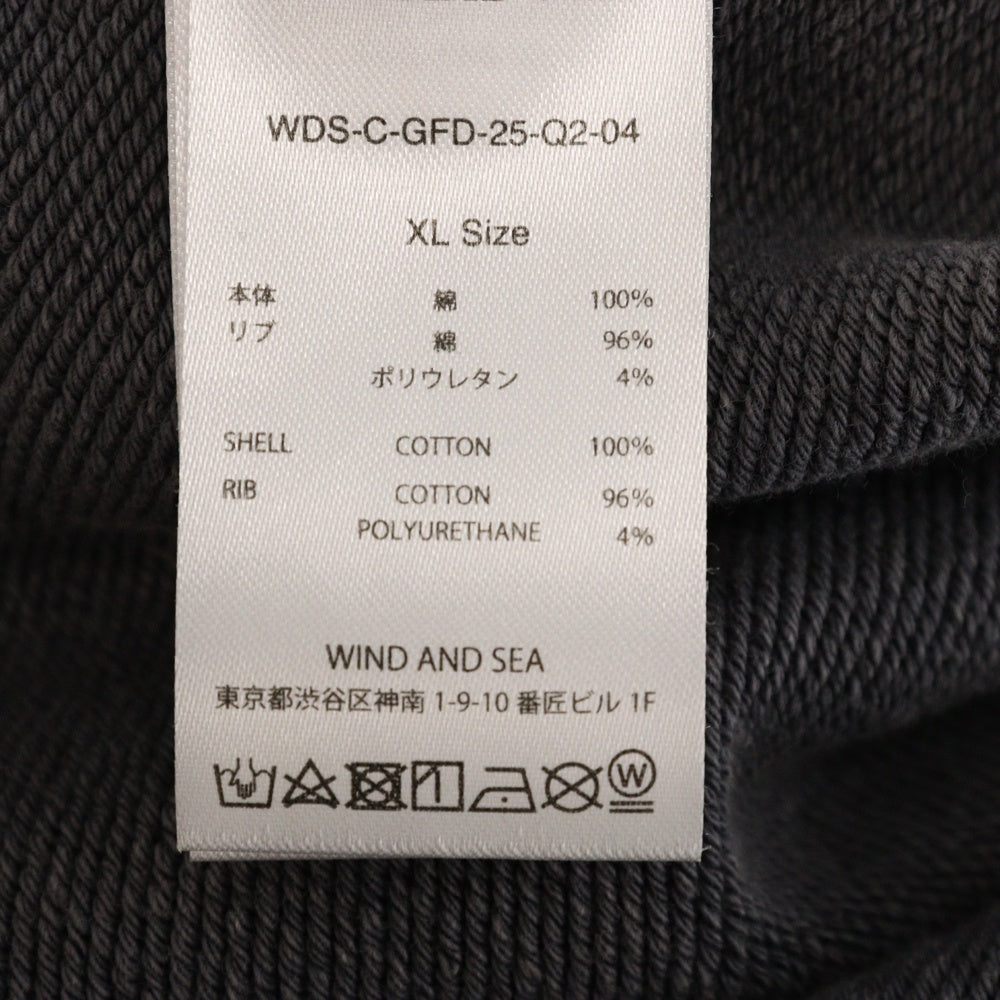 WDS-C-GFD-25-Q2-04
XL Size
本体 綿 100%
リブ 綿 96%
ポリウレタン 4%
SHELL COTTON 100%
RIB COTTON 96%
POLYURETHANE 4%
WIND AND SEA
東京都渋谷区神南 1-9-10 番匠ビル 1F
W